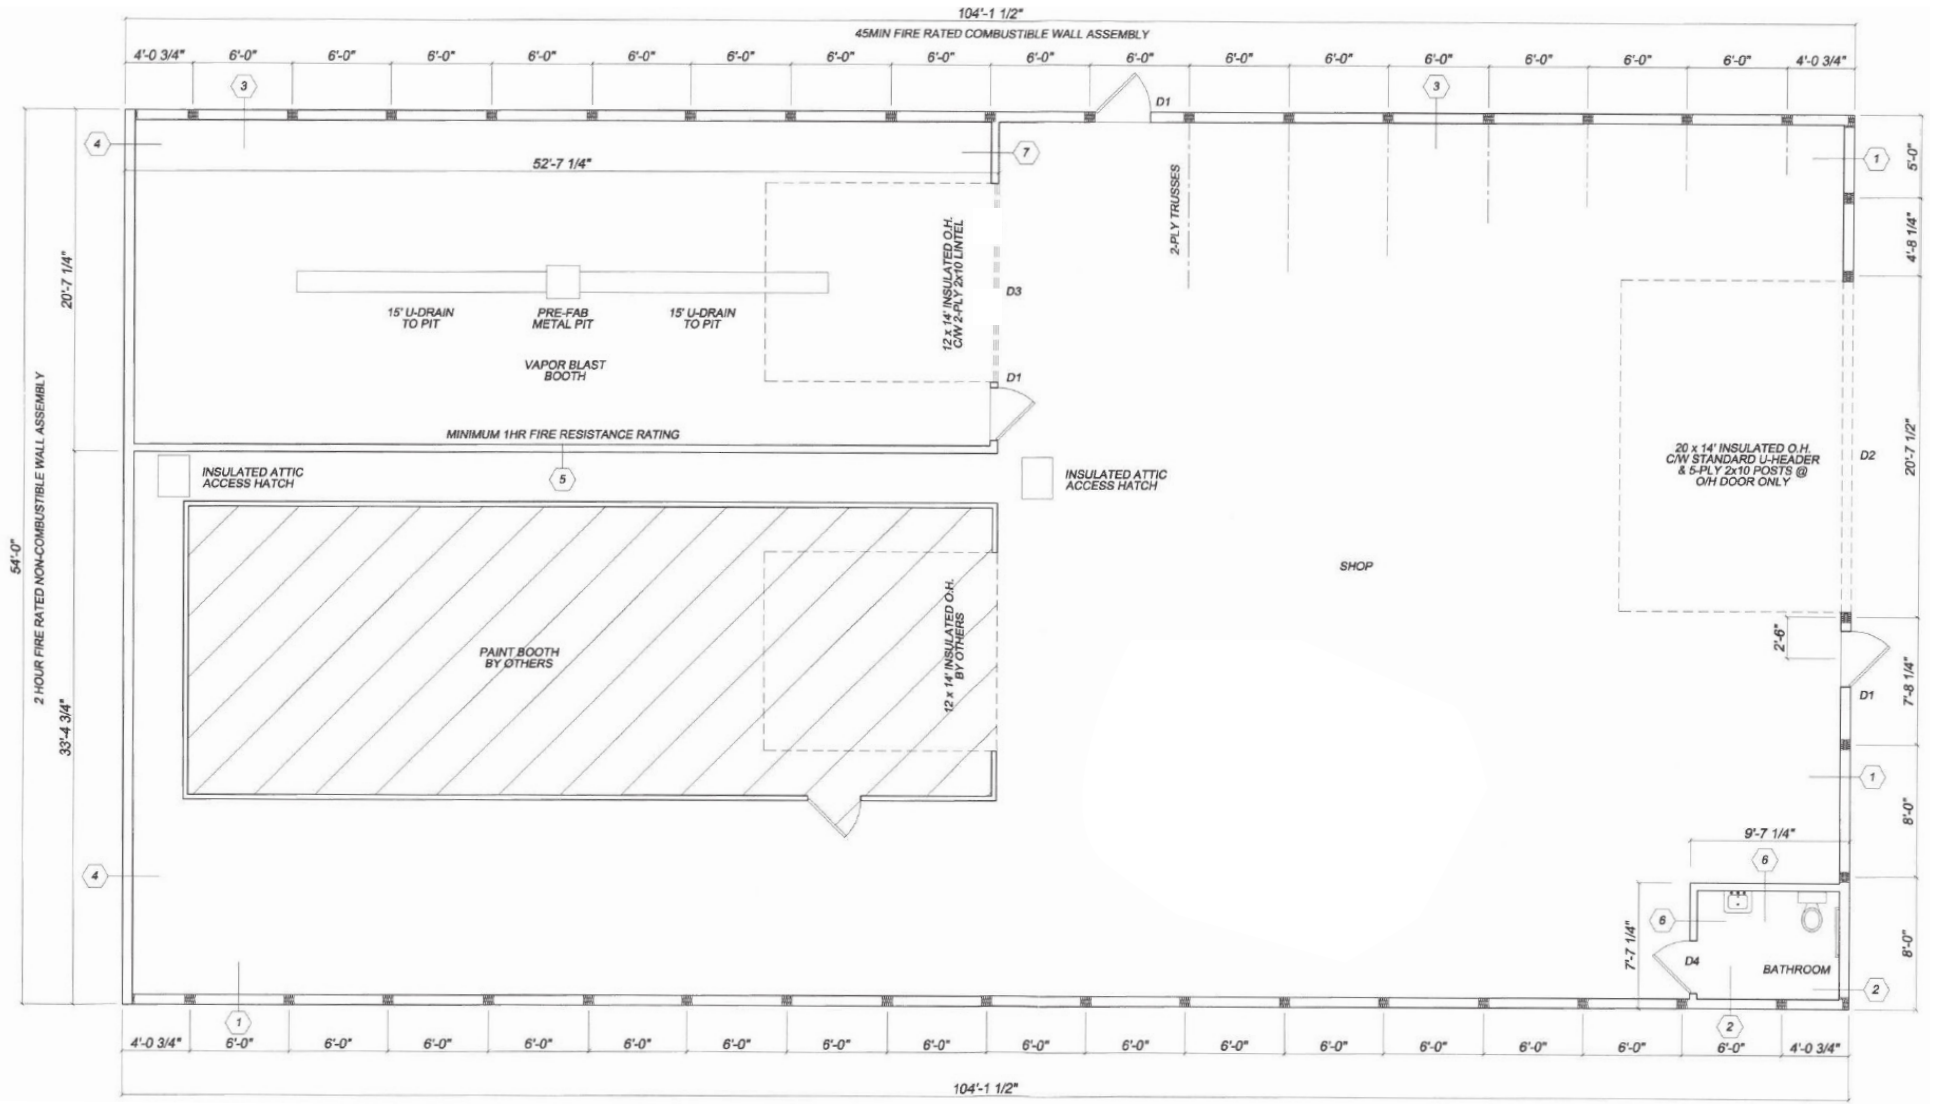 104'-1 1/2"
45MIN FIRE RATED COMBUSTIBLE WALL ASSEMBLY
4'-0 3/4" 6'-0" 6'-0" 6'-0" 6'-0" 6'-0" 6'-0" 6'-0" 6'-0" 6'-0" 6'-0" 6'-0" 6'-0" 6'-0" 6'-0" 6'-0" 6'-0" 4'-0 3/4"
3
3
D1
4
7
1
5'-0"
52'-7 1/4"
2-PLY TRUSSES
4'-8 1/4"
20'-7 1/4"
12 x 14' INSULATED O.H.
C/W 2-PLY 2x10 LINTEL
D3
15' U-DRAIN
TO PIT
PRE-FAB
METAL PIT
15' U-DRAIN
TO PIT
VAPOR BLAST
BOOTH
D1
MINIMUM 1HR FIRE RESISTANCE RATING
20 x 14' INSULATED O.H.
C/W STANDARD U-HEADER
& 5-PLY 2x10 POSTS @
O/H DOOR ONLY
D2
20'-7 1/2"
INSULATED ATTIC
ACCESS HATCH
5
INSULATED ATTIC
ACCESS HATCH
54'-0"
2 HOUR FIRE RATED NON-COMBUSTIBLE WALL ASSEMBLY
SHOP
33'-4 3/4"
PAINT BOOTH
BY OTHERS
12 x 14' INSULATED O.H.
BY OTHERS
2'-6"
D1
7'-8 1/4"
1
8'-0"
9'-7 1/4"
6
4
6
7'-7 1/4"
D4
BATHROOM
8'-0"
2
1
2
4'-0 3/4" 6'-0" 6'-0" 6'-0" 6'-0" 6'-0" 6'-0" 6'-0" 6'-0" 6'-0" 6'-0" 6'-0" 6'-0" 6'-0" 6'-0" 6'-0" 6'-0" 4'-0 3/4"
104'-1 1/2"